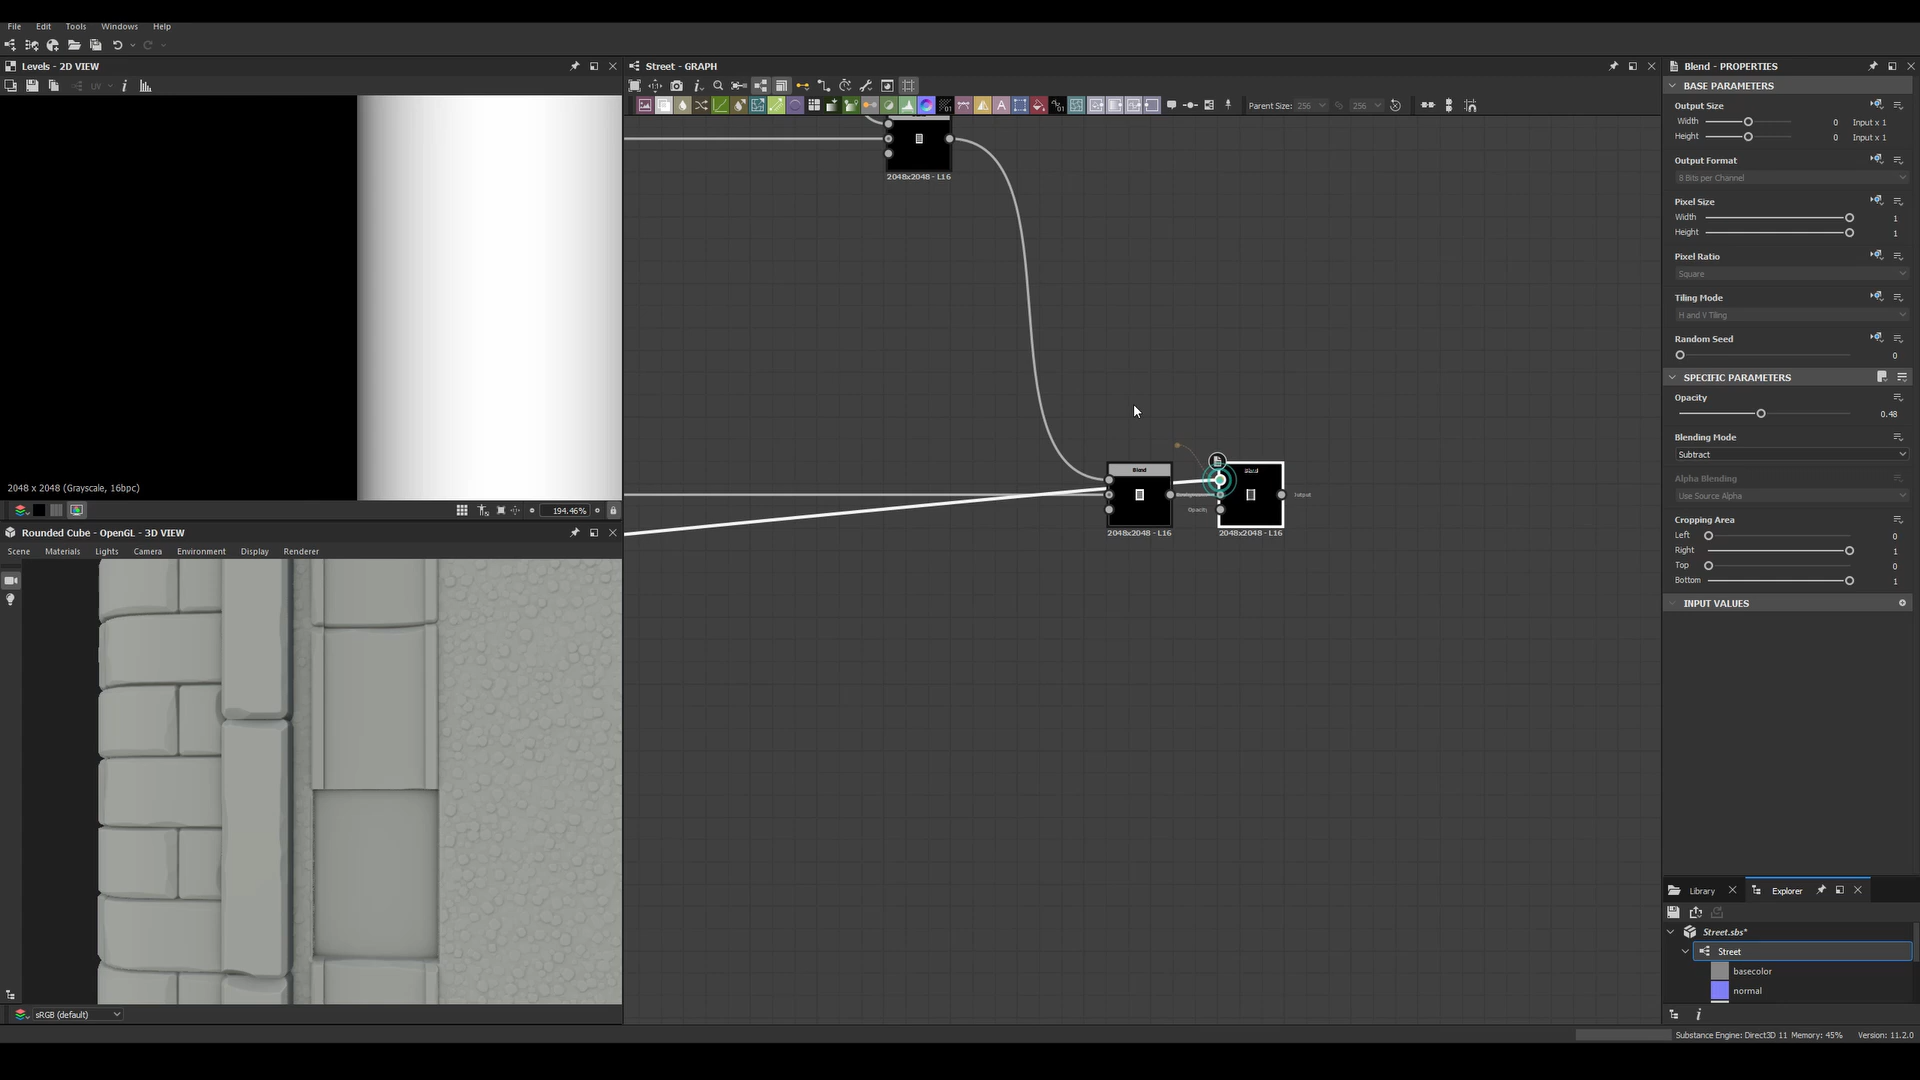 File Edit Tools Windows Help
Levels - 2D VIEW
UV
2048 x 2048 (Grayscale, 16bpc)
194.46%
Rounded Cube - OpenGL - 3D VIEW
Scene Materials Lights Camera Environment Display Renderer
sRGB (default)
Street - GRAPH
Parent Size: 256 256
2048x2048 - L16
Blend
2048x2048 - L16
Blend
Opacity
Output
2048x2048 - L16
Blend - PROPERTIES
BASE PARAMETERS
Output Size
Width 0 Input x 1
Height 0 Input x 1
Output Format
8 Bits per Channel
Pixel Size
Width 1
Height 1
Pixel Ratio
Square
Tiling Mode
H and V Tiling
Random Seed
0
SPECIFIC PARAMETERS
Opacity
0.48
Blending Mode
Subtract
Alpha Blending
Use Source Alpha
Cropping Area
Left 0
Right 1
Top 0
Bottom 1
INPUT VALUES
Library Explorer
Street.sbs*
Street
basecolor
normal
Substance Engine: Direct3D 11 Memory: 45% Version: 11.2.0